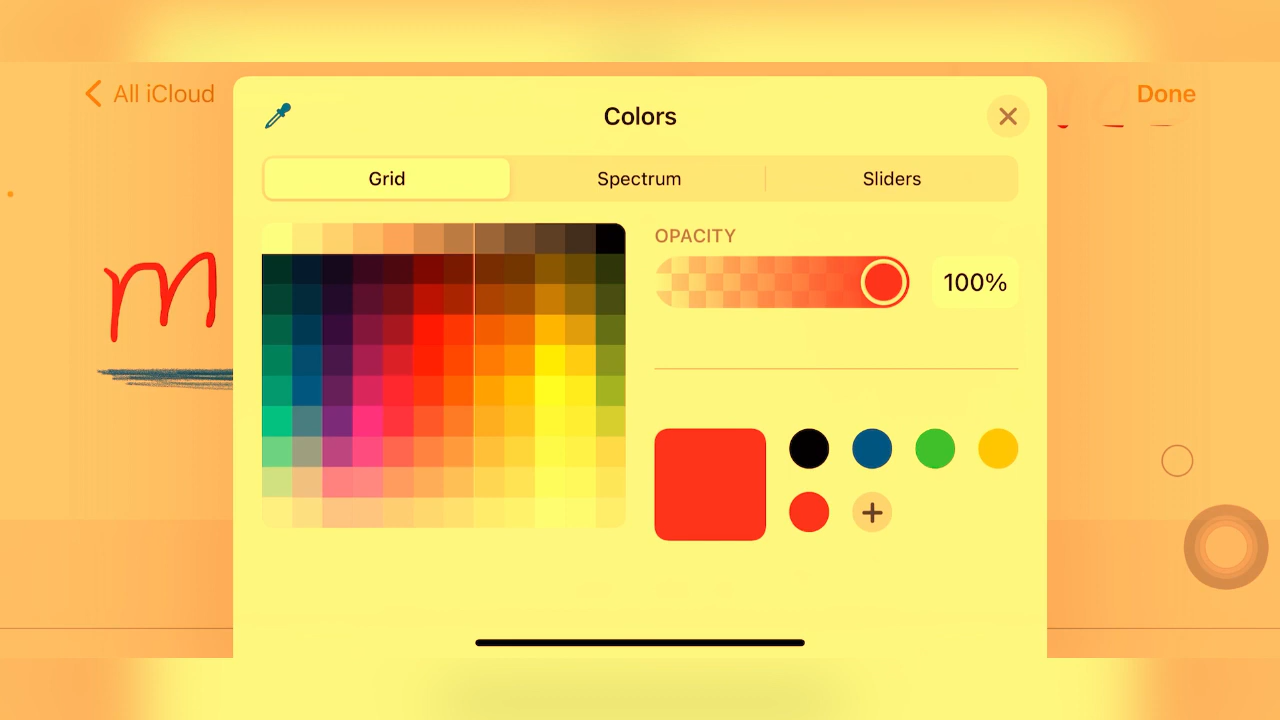 All iCloud
Colors
Done
Grid
Spectrum
Sliders
OPACITY
100%
m